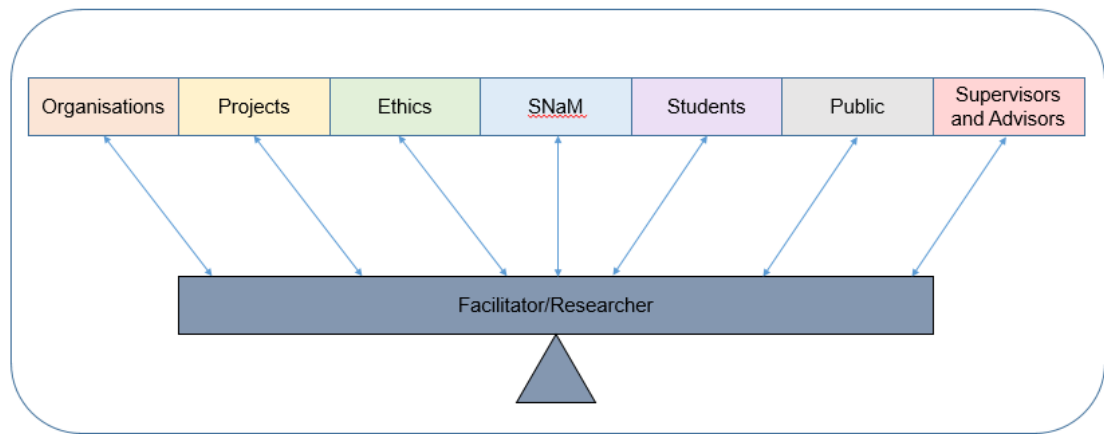 Organisations
Projects
Ethics
SNaM
Students
Public
Supervisors
and Advisors
Facilitator/Researcher